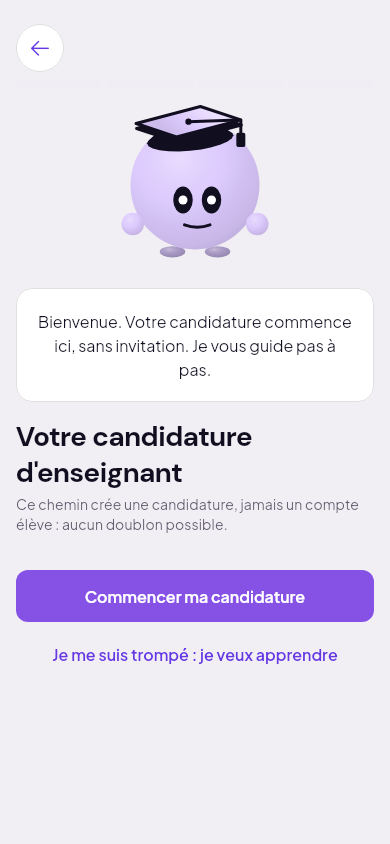 Bienvenue. Votre candidature commence
ici, sans invitation. Je vous guide pas à
pas.
Votre candidature
d'enseignant
Ce chemin crée une candidature, jamais un compte
élève : aucun doublon possible.
Commencer ma candidature
Je me suis trompé : je veux apprendre